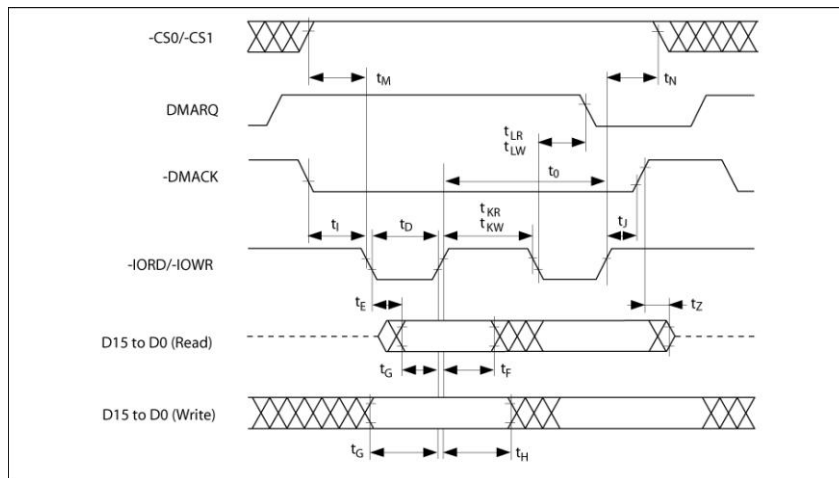 -CS0/-CS1
tM
tN
DMARQ
tLR
tLW
-DMACK
t0
tI
tD
tKR
tKW
tJ
-IORD/-IOWR
tE
tZ
D15 to D0 (Read)
tG
tF
D15 to D0 (Write)
tG
tH